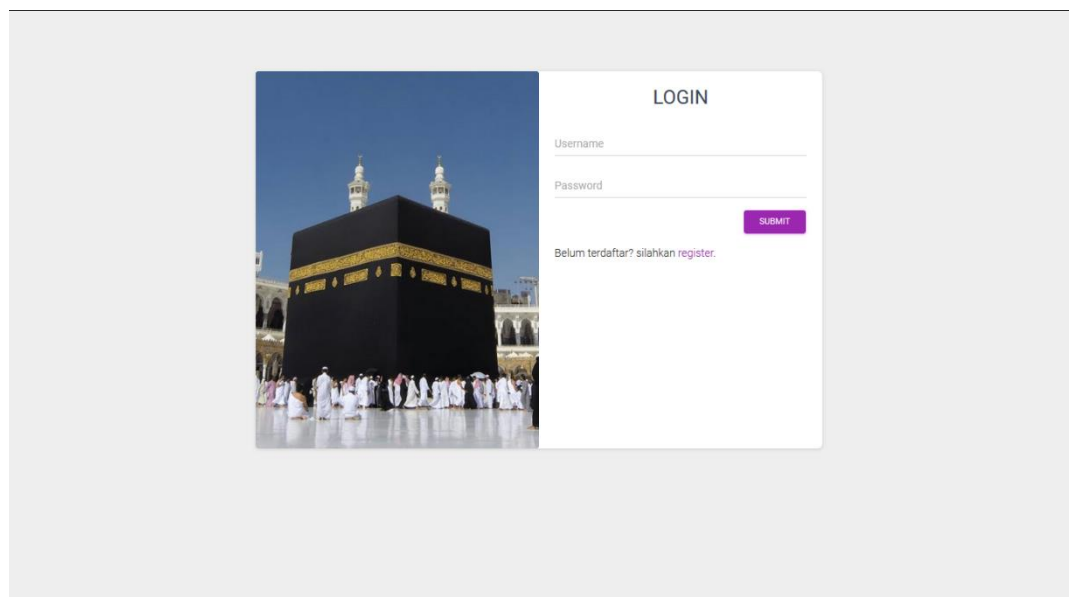 LOGIN
Username
Password
SUBMIT
Belum terdaftar? silahkan register.